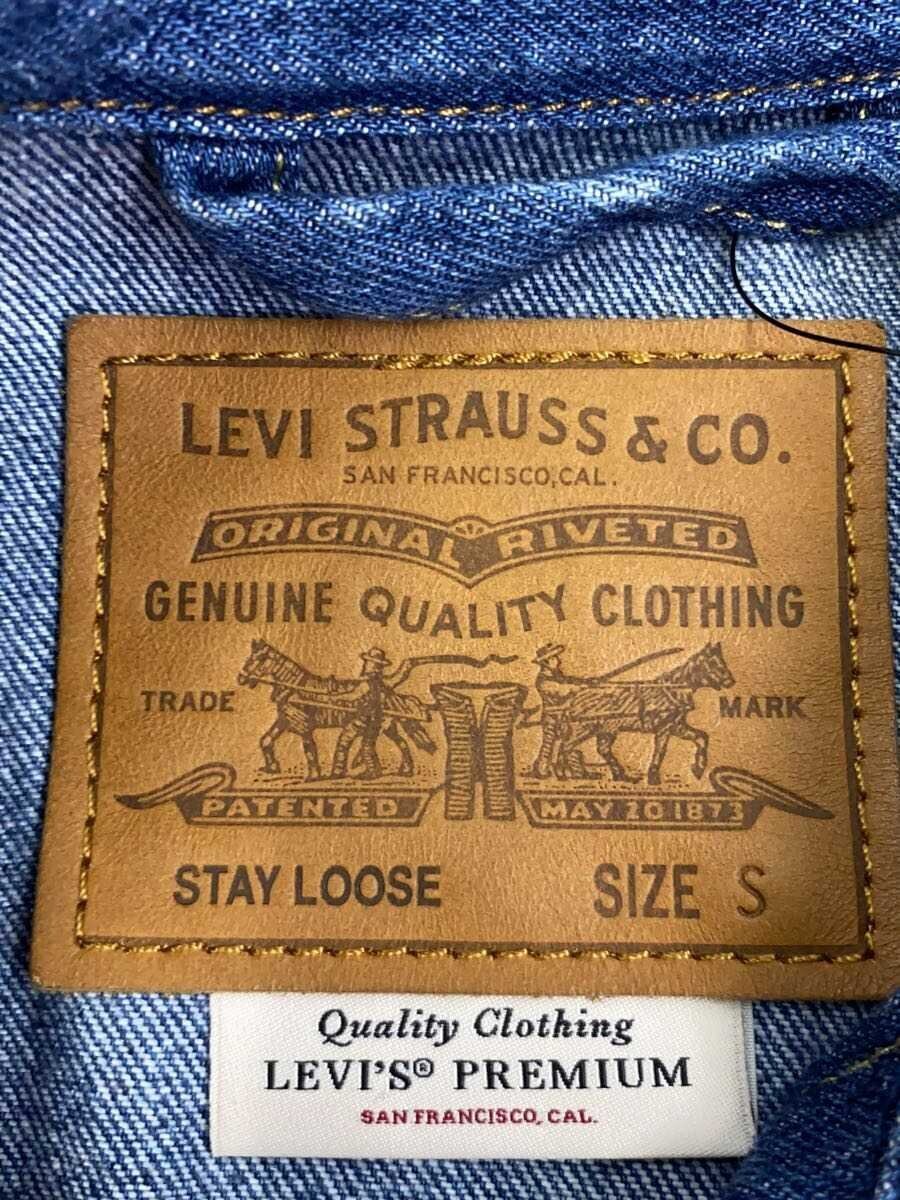 LEVI STRAUSS & CO.
SAN FRANCISCO, CAL.
ORIGINAL RIVETED
GENUINE QUALITY CLOTHING
TRADE MARK
PATENTED MAY 20 1873
STAY LOOSE SIZE S
Quality Clothing
LEVI'S® PREMIUM
SAN FRANCISCO, CAL.